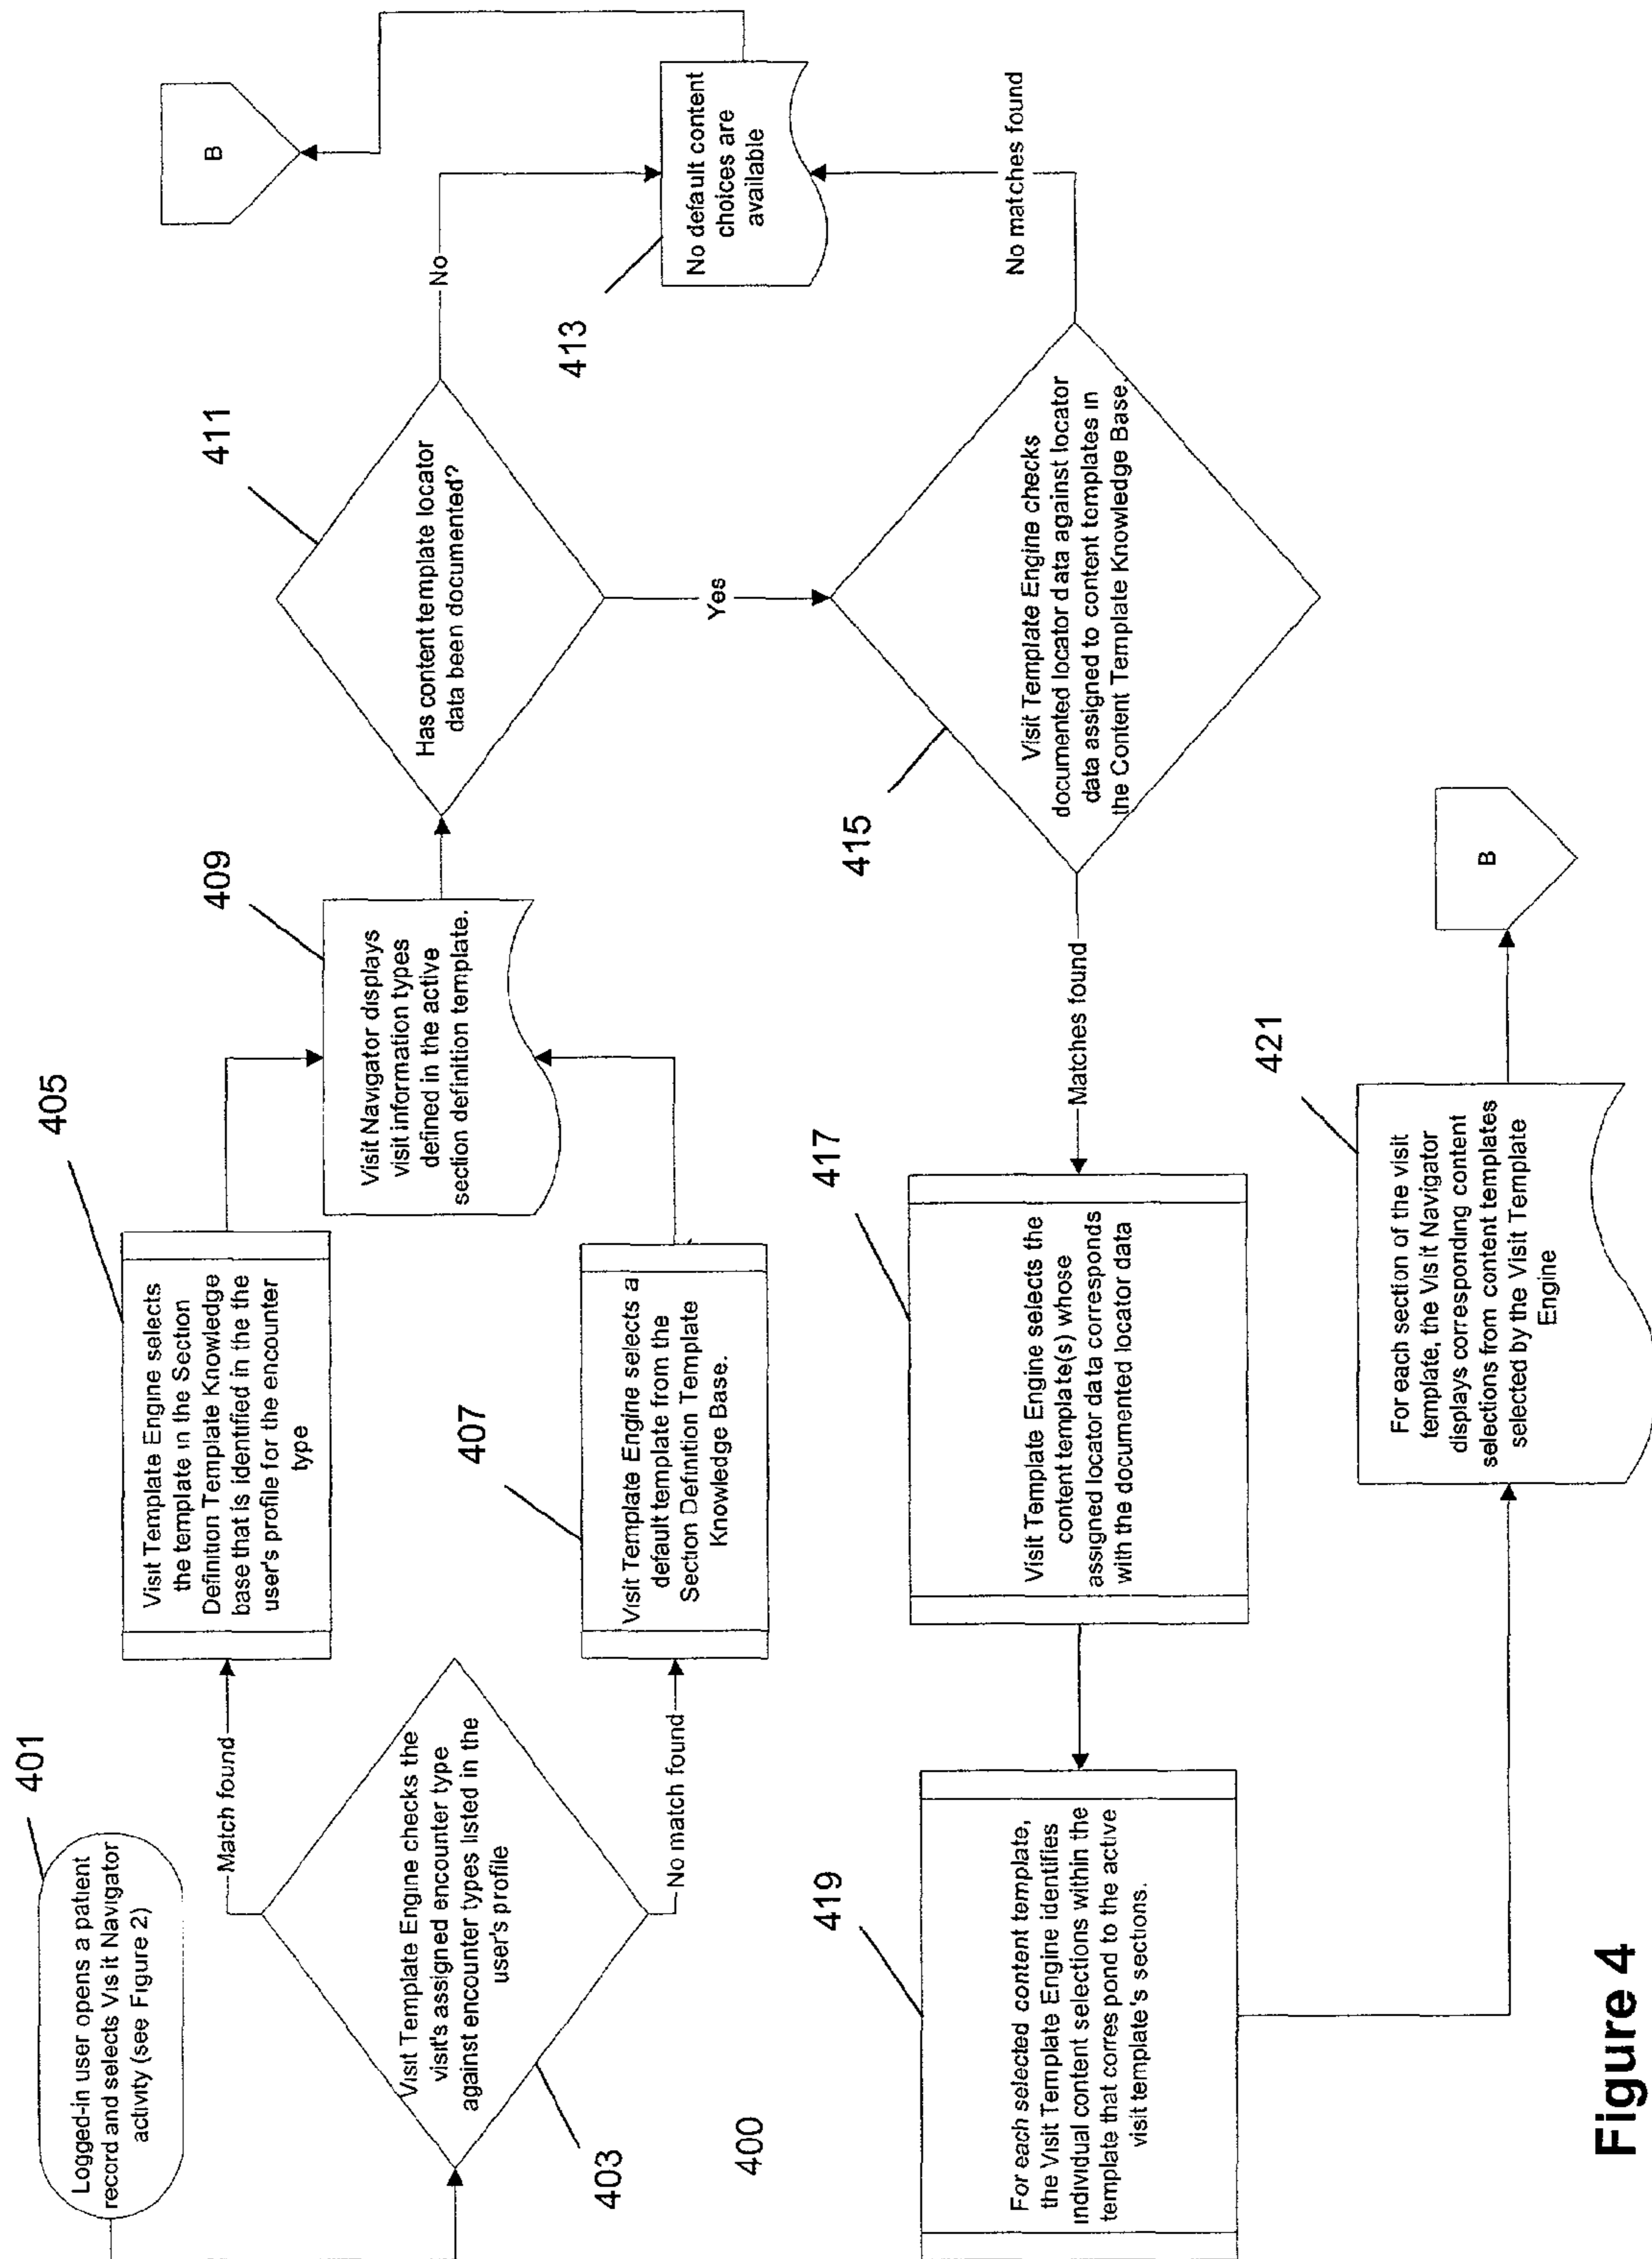 401
Logged-in user opens a patient
record and selects Visit Navigator
activity (see Figure 2)
403
Visit Template Engine checks the
visit's assigned encounter type
against encounter types listed in the
user's profile
Match found
No match found
405
Visit Template Engine selects
the template in the Section
Definition Template Knowledge
base that is identified in the the
user's profile for the encounter
type
407
Visit Template Engine selects a
default template from the
Section Definition Template
Knowledge Base.
409
Visit Navigator displays
visit information types
defined in the active
section definition template.
411
Has content template locator
data been documented?
No
Yes
413
No default content
choices are
available
B
415
Visit Template Engine checks
documented locator data against locator
data assigned to content templates in
the Content Template Knowledge Base.
No matches found
Matches found
417
Visit Template Engine selects the
content template(s) whose
assigned locator data corresponds
with the documented locator data
419
For each selected content template,
the Visit Template Engine identifies
individual content selections within the
template that correspond to the active
visit template's sections.
421
For each section of the visit
template, the Visit Navigator
displays corresponding content
selections from content templates
selected by the Visit Template
Engine
B
400
Figure 4